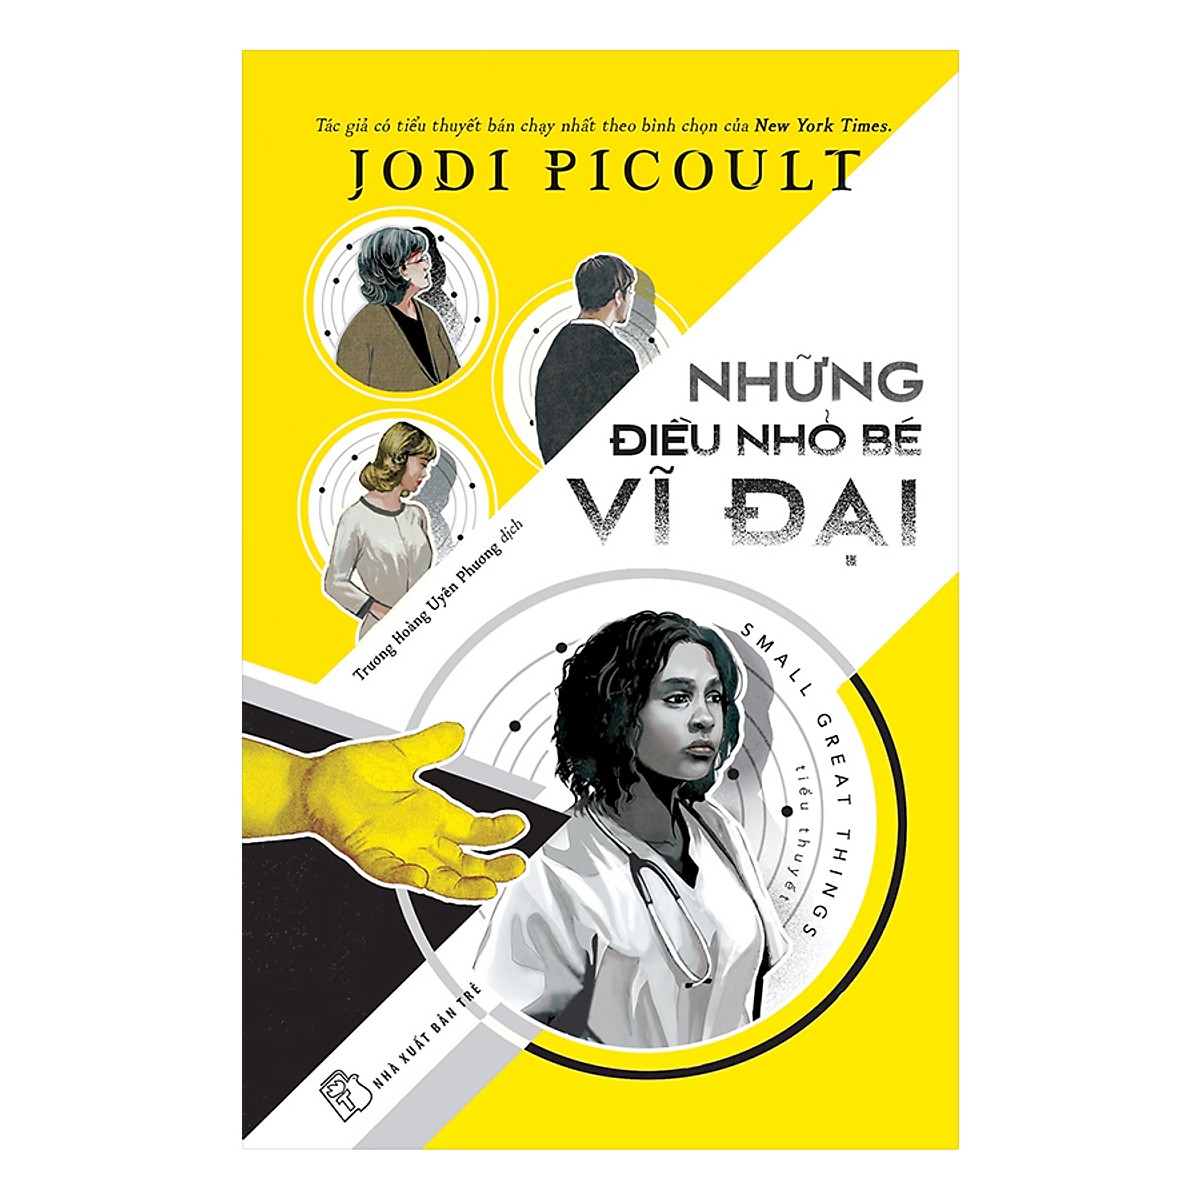 Tác giả có tiểu thuyết bán chạy nhất theo bình chọn của New York Times.
JODI PICOULT
NHỮNG
ĐIỀU NHỎ BÉ
VĨ ĐẠI
Trương Hoàng Uyên Phương dịch
SMALL GREAT THINGS
tiểu thuyết
NHÀ XUẤT BẢN TRẺ